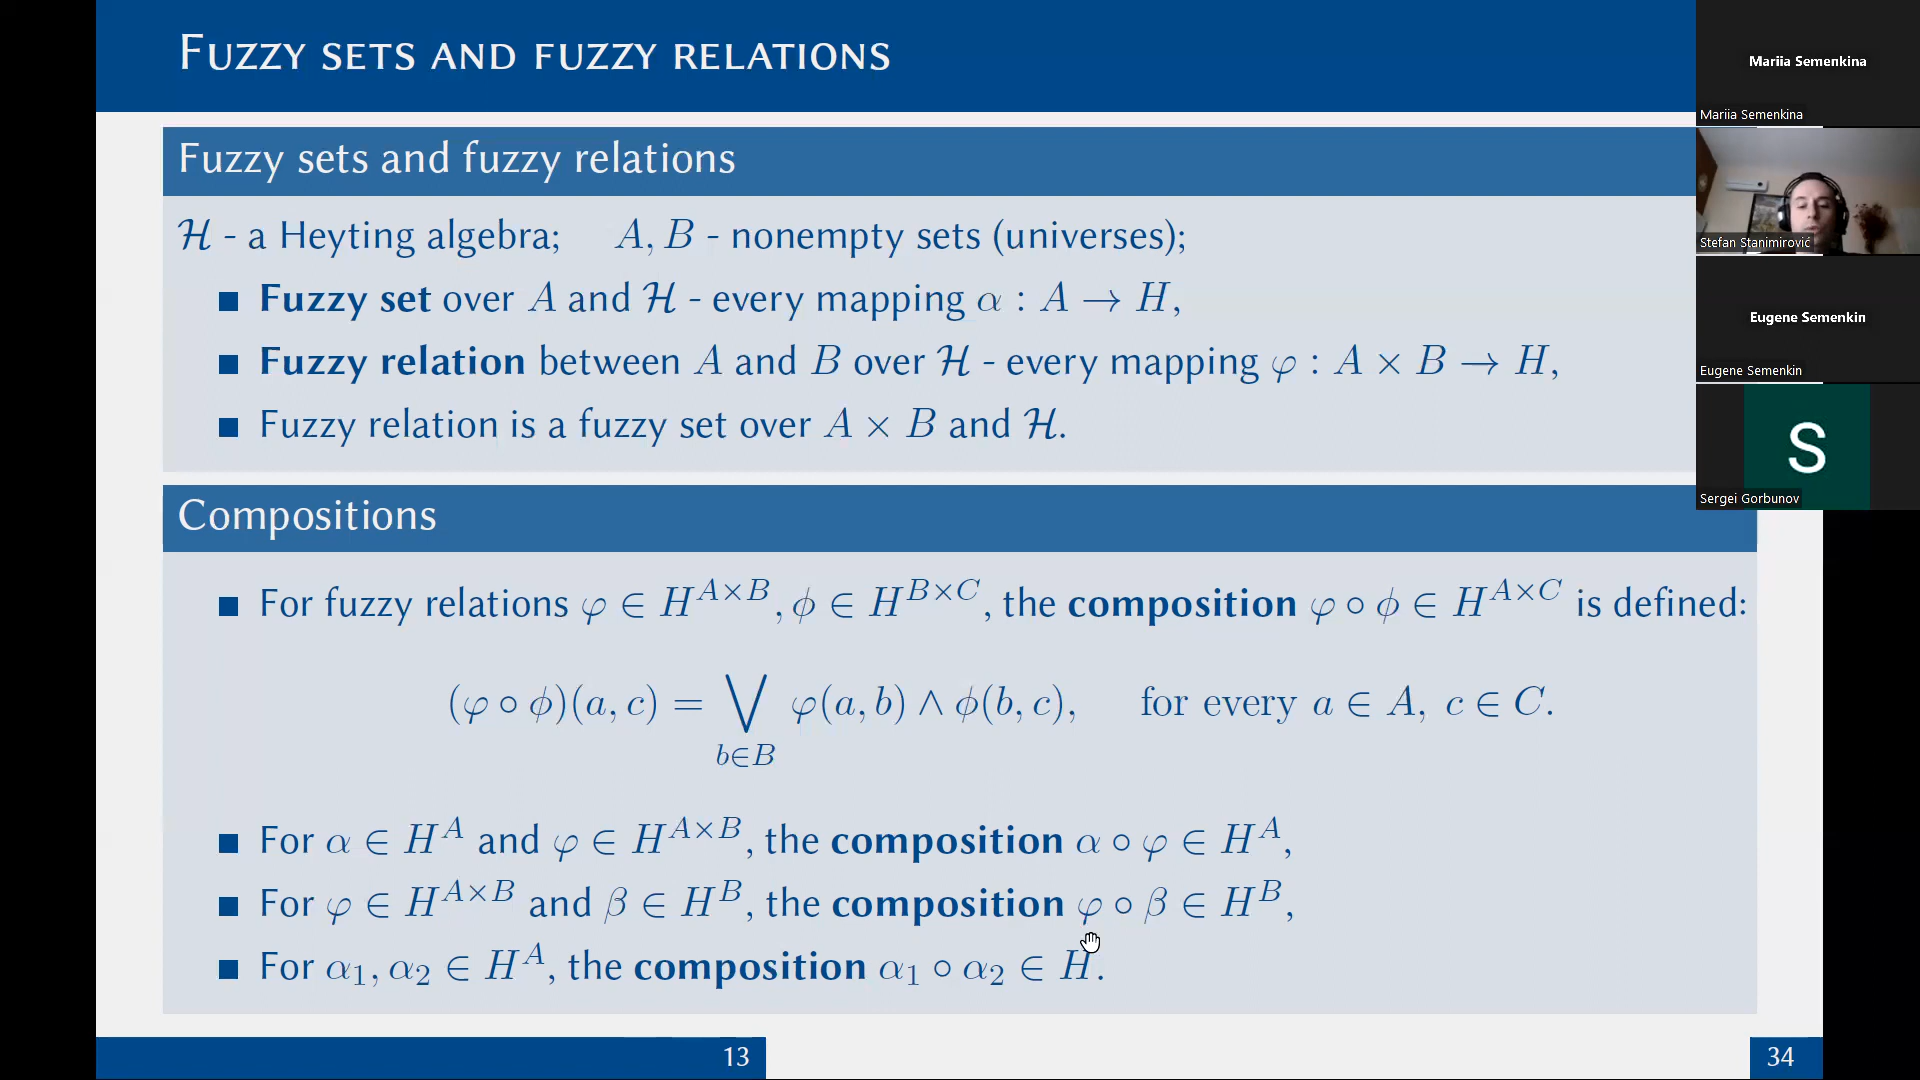 FUZZY SETS AND FUZZY RELATIONS
Fuzzy sets and fuzzy relations
ℋ - a Heyting algebra; A, B - nonempty sets (universes);
■ Fuzzy set over A and ℋ - every mapping α : A → H,
■ Fuzzy relation between A and B over ℋ - every mapping φ : A × B → H,
■ Fuzzy relation is a fuzzy set over A × B and ℋ.
Compositions
■ For fuzzy relations φ ∈ H^{A×B}, ϕ ∈ H^{B×C}, the composition φ ∘ ϕ ∈ H^{A×C} is defined:
(φ ∘ ϕ)(a, c) = ⋁_{b∈B} φ(a, b) ∧ ϕ(b, c), for every a ∈ A, c ∈ C.
■ For α ∈ H^A and φ ∈ H^{A×B}, the composition α ∘ φ ∈ H^A,
■ For φ ∈ H^{A×B} and β ∈ H^B, the composition φ ∘ β ∈ H^B,
■ For α₁, α₂ ∈ H^A, the composition α₁ ∘ α₂ ∈ H.
13
34
Mariia Semenkina
Mariia Semenkina
Stefan Stanimirović
Eugene Semenkin
Eugene Semenkin
S
Sergei Gorbunov